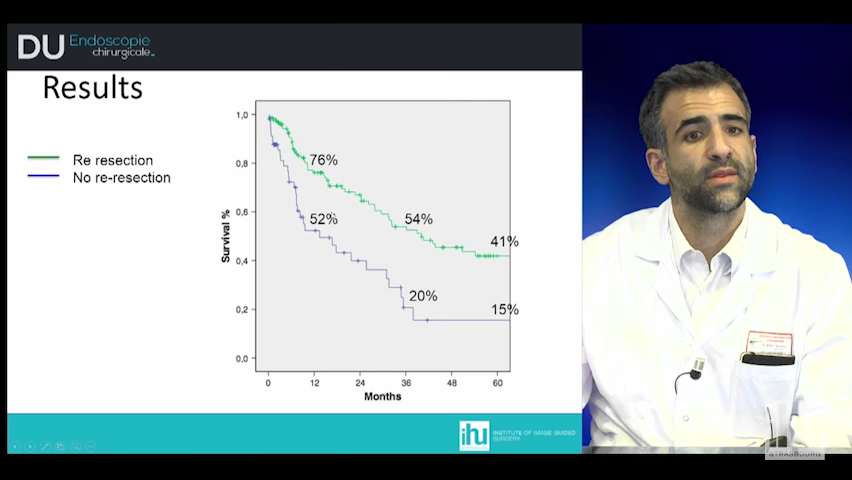 DU Endoscopie
chirurgicale
Results
Re resection
No re-resection
Survival %
1,0
0,8
0,6
0,4
0,2
0,0
76%
52%
54%
41%
20%
15%
0
12
24
36
48
60
Months
ihu INSTITUTE OF IMAGE GUIDED
SURGERY
STRASBOURG